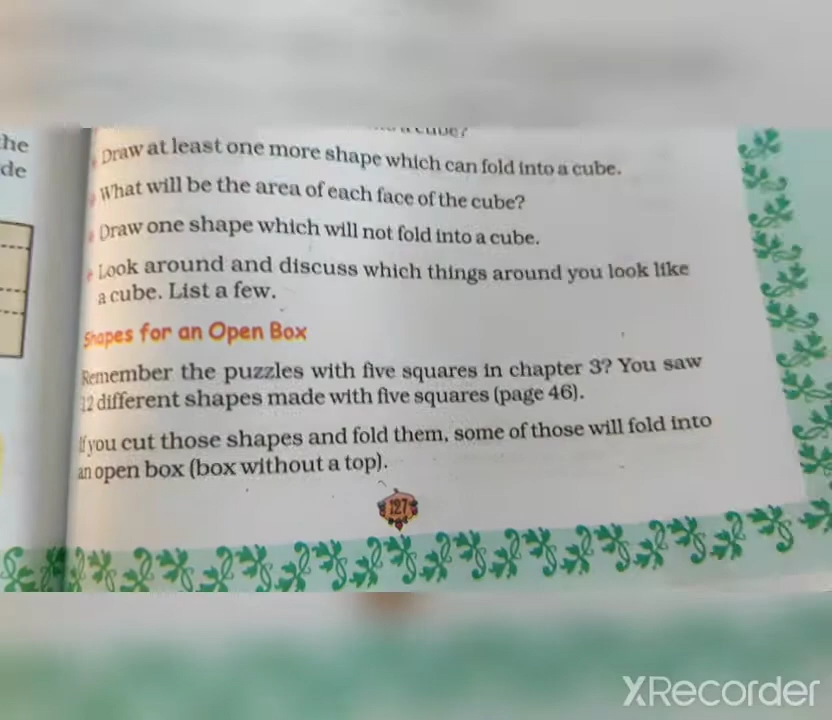 he
de
a cube?
Draw at least one more shape which can fold into a cube.
What will be the area of each face of the cube?
Draw one shape which will not fold into a cube.
Look around and discuss which things around you look like
a cube. List a few.
Shapes for an Open Box
Remember the puzzles with five squares in chapter 3? You saw
12 different shapes made with five squares (page 46).
If you cut those shapes and fold them, some of those will fold into
an open box (box without a top).
127
XRecorder